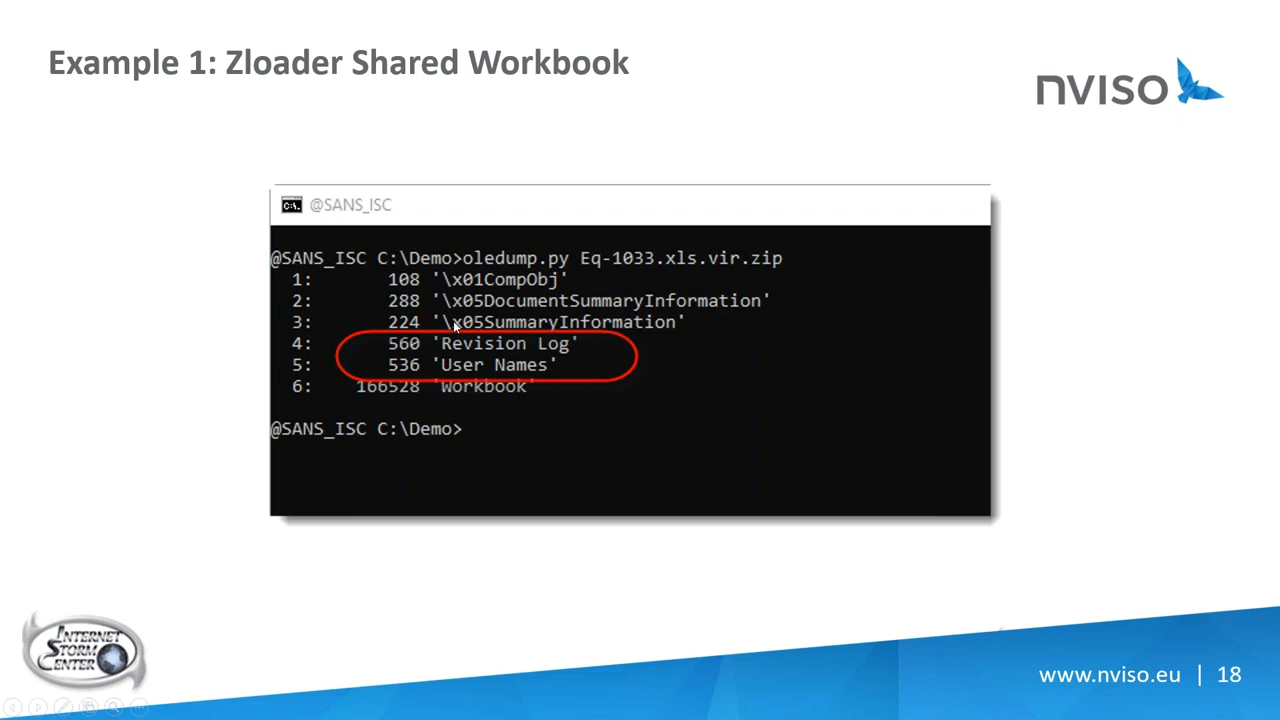 Example 1: Zloader Shared Workbook
nviso
@SANS_ISC
@SANS_ISC C:\Demo>oledump.py Eq-1033.xls.vir.zip
1: 108 '\x01CompObj'
2: 288 '\x05DocumentSummaryInformation'
3: 224 '\x05SummaryInformation'
4: 560 'Revision Log'
5: 536 'User Names'
6: 166528 'Workbook'
@SANS_ISC C:\Demo>
INTERNET
STORM
CENTER
www.nviso.eu | 18